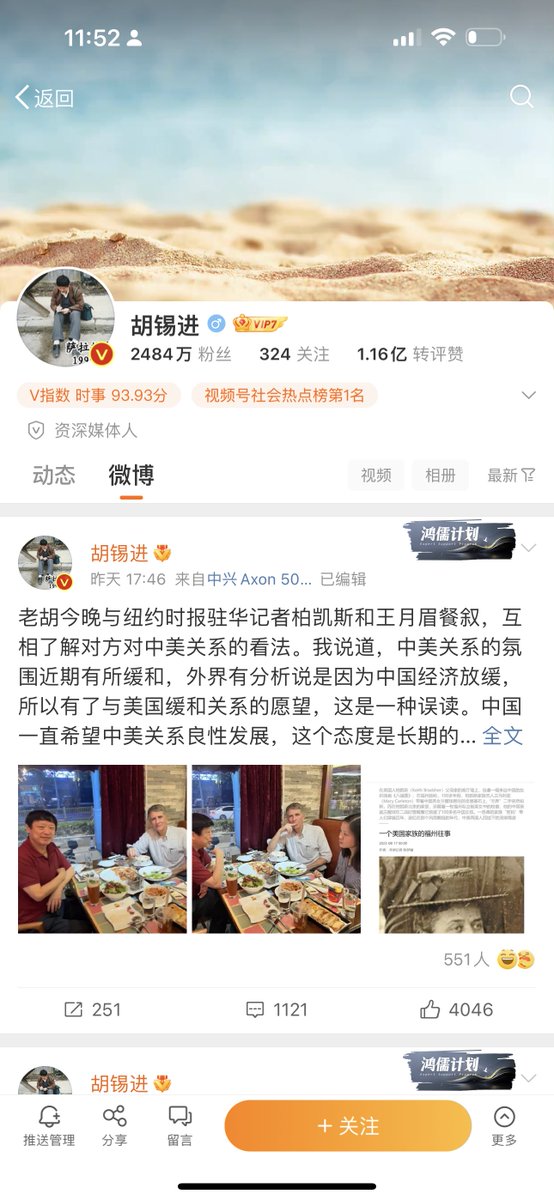 11:52
返回
萨拉
199
胡锡进
VIP7
2484万 粉丝 324 关注 1.16亿 转评赞
V指数 时事 93.93分 视频号社会热点榜第1名
资深媒体人
动态 微博 视频 相册 最新
胡锡进
鸿儒计划
昨天 17:46 来自中兴 Axon 50... 已编辑
老胡今晚与纽约时报驻华记者柏凯斯和王月眉餐叙，互
相了解对方对中美关系的看法。我说道，中美关系的氛
围近期有所缓和，外界有分析说是因为中国经济放缓，
所以有了与美国缓和关系的愿望，这是一种误读。中国
一直希望中美关系良性发展，这个态度是长期的... 全文
一个美国家族的福州往事
551人
251 1121 4046
胡锡进
鸿儒计划
推送管理 分享 留言 + 关注 更多